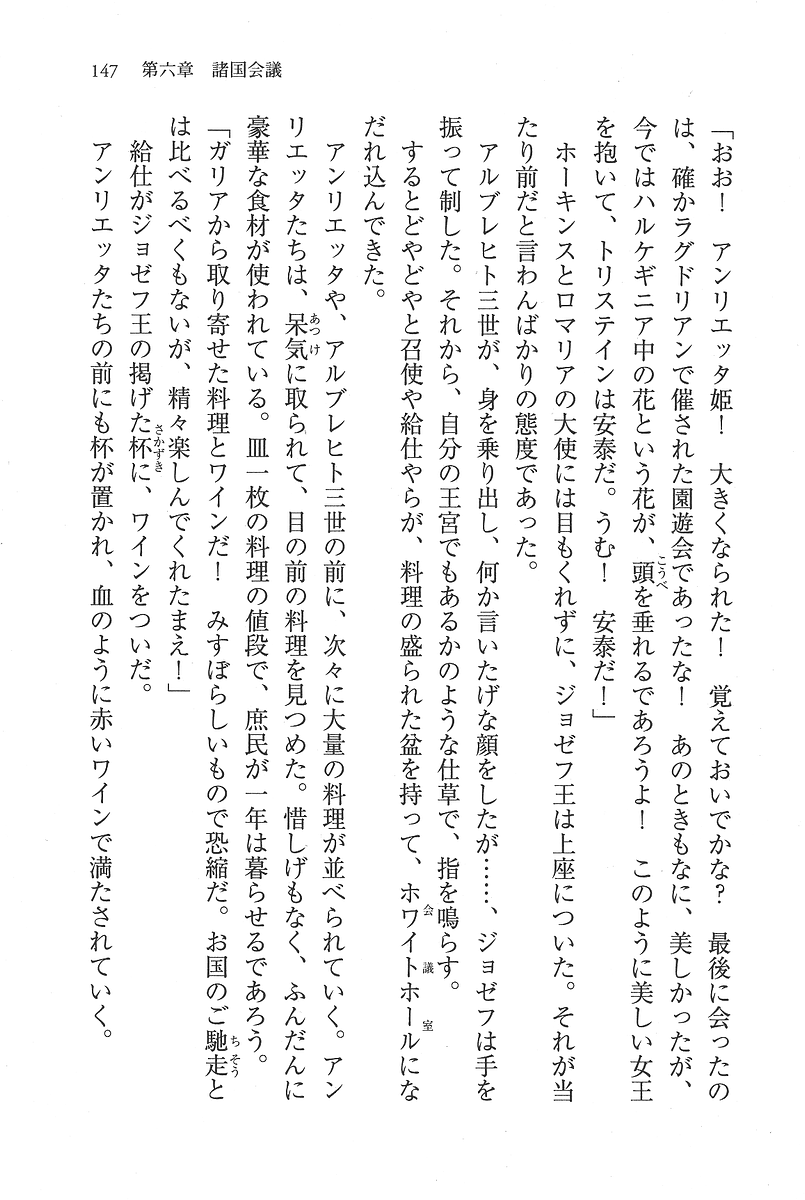 147 第六章 諸国会議
「おお！　アンリエッタ姫！　大きくなられた！　覚えておいでかな？　最後に会ったの
は、確かラグドリアンで催された園遊会であったな！　あのときもなに、美しかったが、
今ではハルケギニア中の花という花が、頭こうべを垂れるであろうよ！　このように美しい女王
を抱いて、トリステインは安泰だ。うむ！　安泰だ！」
　ホーキンスとロマリアの大使には目もくれずに、ジョゼフ王は上座についた。それが当
たり前だと言わんばかりの態度であった。
　アルブレヒト三世が、身を乗り出し、何か言いたげな顔をしたが……、ジョゼフは手を
振って制した。それから、自分の王宮でもあるかのような仕草で、指を鳴らす。
　するとどやどやと召使や給仕やらが、料理の盛られた盆を持って、ホワイトホール会議室にな
だれ込んできた。
　アンリエッタや、アルブレヒト三世の前に、次々に大量の料理が並べられていく。アン
リエッタたちは、呆気あっけに取られて、目の前の料理を見つめた。惜しげもなく、ふんだんに
豪華な食材が使われている。皿一枚の料理の値段で、庶民が一年は暮らせるであろう。
「ガリアから取り寄せた料理とワインだ！　みすぼらしいもので恐縮だ。お国のご馳走ちそうと
は比べるべくもないが、精々楽しんでくれたまえ！」
　給仕がジョゼフ王の掲げた杯さかずきに、ワインをついだ。
　アンリエッタたちの前にも杯が置かれ、血のように赤いワインで満たされていく。